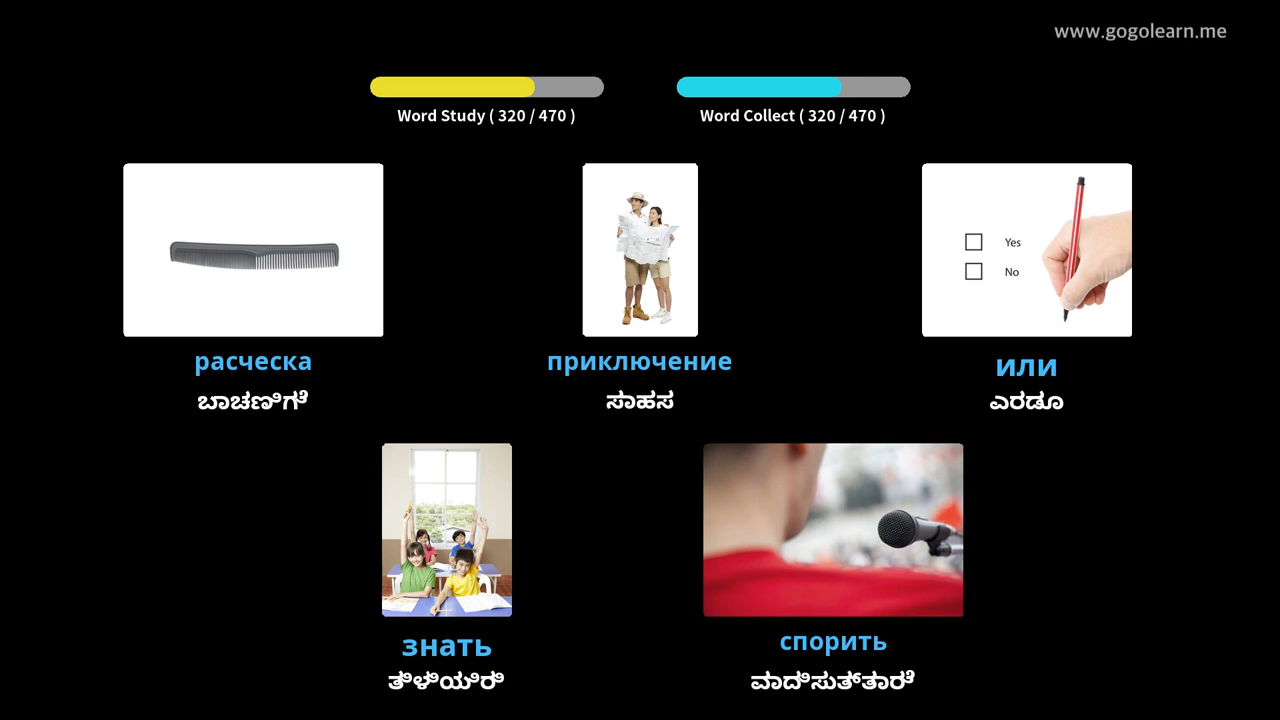 www.gogolearn.me
Word Study ( 320 / 470 )
Word Collect ( 320 / 470 )
Yes
No
расческа
приключение
или
ಬಾಚಣಿಗೆ
ಸಾಹಸ
ಎರಡೂ
знать
спорить
ತಿಳಿಯಿರಿ
ವಾದಿಸುತ್ತಾರೆ